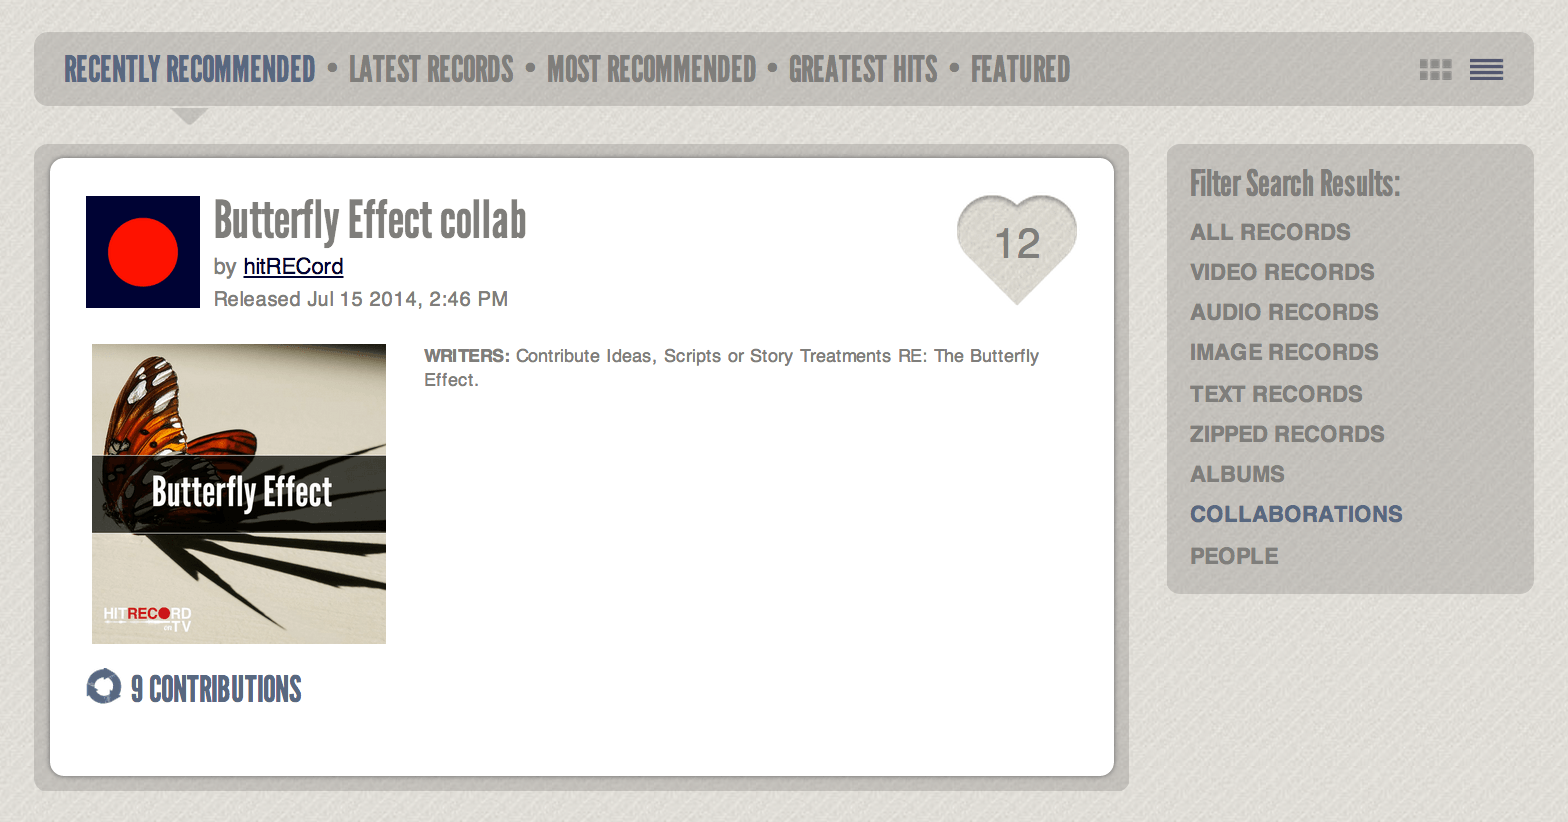 RECENTLY RECOMMENDED • LATEST RECORDS • MOST RECOMMENDED • GREATEST HITS • FEATURED
Butterfly Effect collab
by hitRECord
Released Jul 15 2014, 2:46 PM
12
Butterfly Effect
HITRECORD
on TV
WRITERS: Contribute Ideas, Scripts or Story Treatments RE: The Butterfly
Effect.
9 CONTRIBUTIONS
Filter Search Results:
ALL RECORDS
VIDEO RECORDS
AUDIO RECORDS
IMAGE RECORDS
TEXT RECORDS
ZIPPED RECORDS
ALBUMS
COLLABORATIONS
PEOPLE